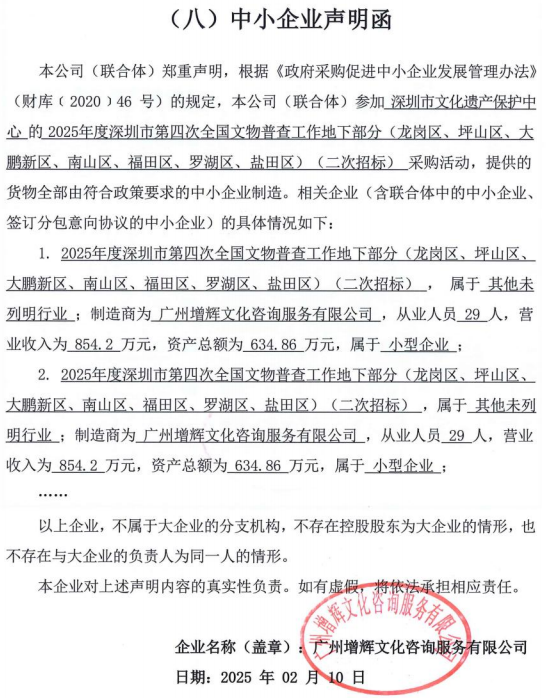 （八）中小企业声明函
本公司（联合体）郑重声明，根据《政府采购促进中小企业发展管理办法》
（财库﹝2020﹞46 号）的规定，本公司（联合体）参加 深圳市文化遗产保护中
心 的 2025年度深圳市第四次全国文物普查工作地下部分（龙岗区、坪山区、大
鹏新区、南山区、福田区、罗湖区、盐田区）（二次招标） 采购活动，提供的
货物全部由符合政策要求的中小企业制造。相关企业（含联合体中的中小企业、
签订分包意向协议的中小企业）的具体情况如下：
1. 2025年度深圳市第四次全国文物普查工作地下部分（龙岗区、坪山区、
大鹏新区、南山区、福田区、罗湖区、盐田区）（二次招标） ， 属于 其他未
列明行业 ；制造商为 广州增辉文化咨询服务有限公司 ，从业人员 29 人，营
业收入为 854.2 万元，资产总额为 634.86 万元，属于 小型企业 ；
2. 2025年度深圳市第四次全国文物普查工作地下部分（龙岗区、坪山区、
大鹏新区、南山区、福田区、罗湖区、盐田区）（二次招标） ，属于 其他未列
明行业 ；制造商为 广州增辉文化咨询服务有限公司 ，从业人员 29 人，营业
收入为 854.2 万元，资产总额为 634.86 万元，属于 小型企业 ；
……
以上企业，不属于大企业的分支机构，不存在控股股东为大企业的情形，也
不存在与大企业的负责人为同一人的情形。
本企业对上述声明内容的真实性负责。如有虚假，将依法承担相应责任。
企业名称（盖章）：广州增辉文化咨询服务有限公司
日期：2025 年 02 月 10 日
广州增辉文化咨询服务有限公司